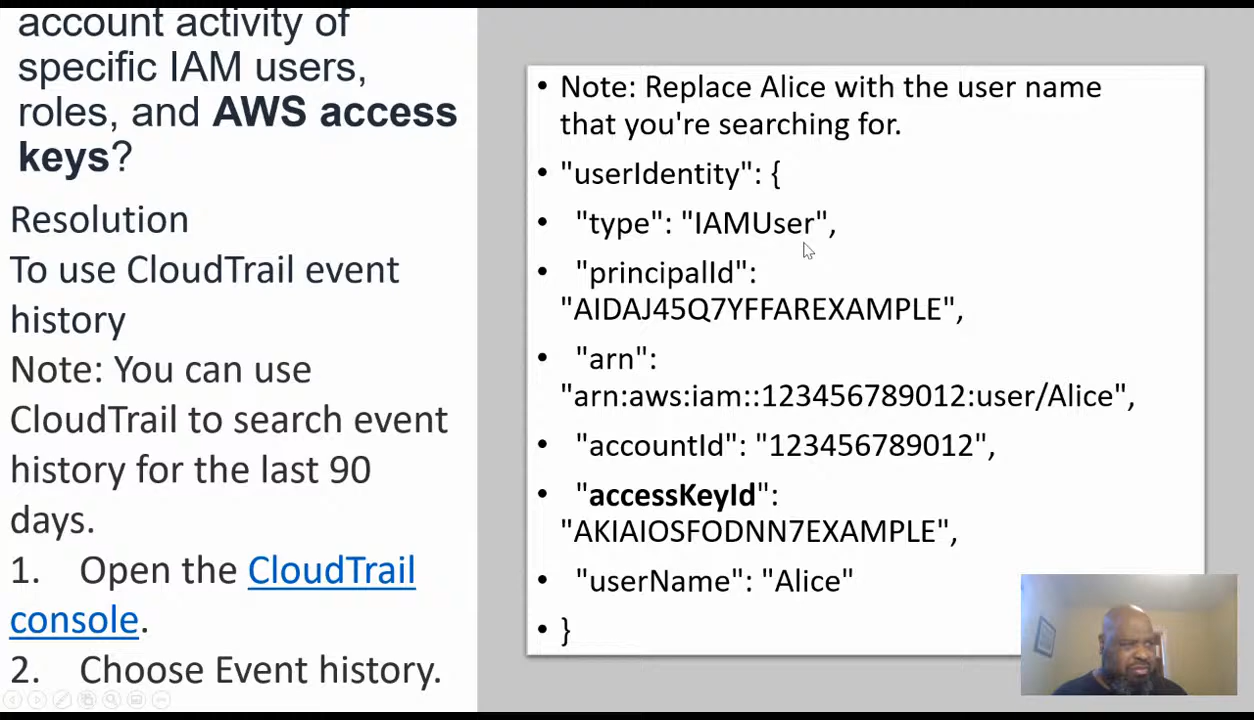 account activity of
specific IAM users,
roles, and AWS access
keys?
Resolution
To use CloudTrail event
history
Note: You can use
CloudTrail to search event
history for the last 90
days.
1. Open the CloudTrail
console.
2. Choose Event history.
• Note: Replace Alice with the user name
that you're searching for.
• "userIdentity": {
• "type": "IAMUser",
• "principalId":
"AIDAJ45Q7YFFAREXAMPLE",
• "arn":
"arn:aws:iam::123456789012:user/Alice",
• "accountId": "123456789012",
• "accessKeyId":
"AKIAIOSFODNN7EXAMPLE",
• "userName": "Alice"
• }